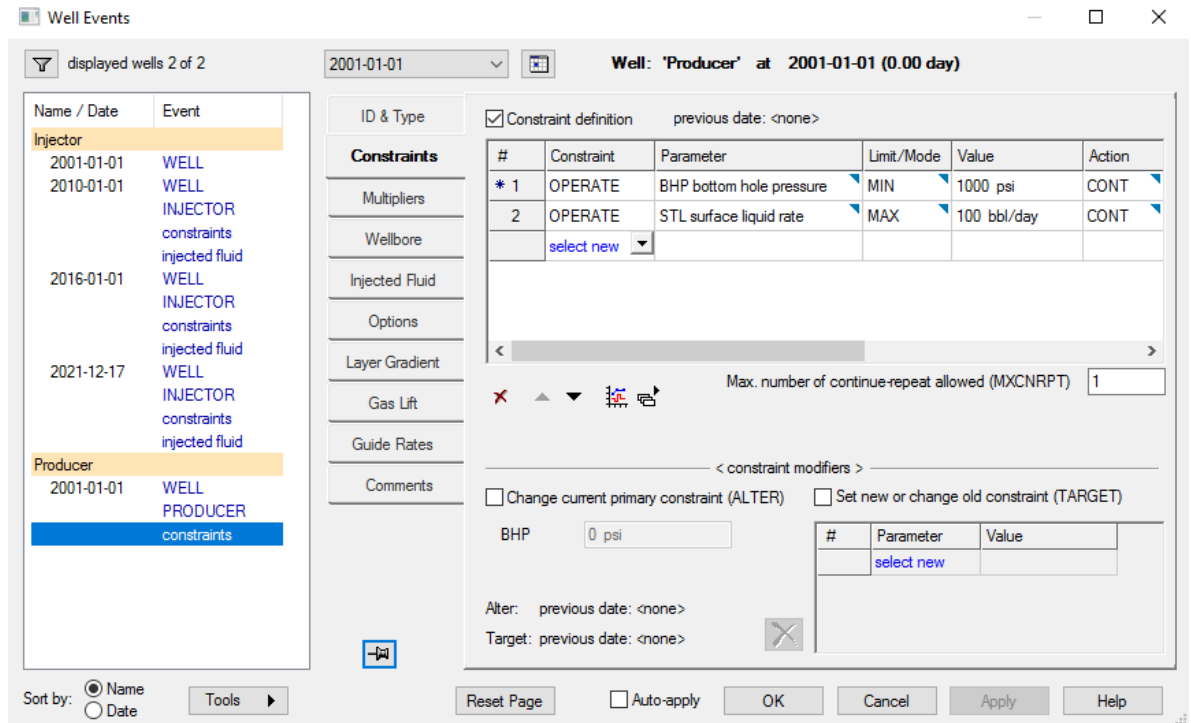 Well Events
displayed wells 2 of 2
2001-01-01
Well: 'Producer' at 2001-01-01 (0.00 day)
Name / Date Event
Injector
2001-01-01 WELL
2010-01-01 WELL
INJECTOR
constraints
injected fluid
2016-01-01 WELL
INJECTOR
constraints
injected fluid
2021-12-17 WELL
INJECTOR
constraints
injected fluid
Producer
2001-01-01 WELL
PRODUCER
constraints
Sort by: Name
Date
Tools
ID & Type
Constraints
Multipliers
Wellbore
Injected Fluid
Options
Layer Gradient
Gas Lift
Guide Rates
Comments
Constraint definition previous date: <none>
# Constraint Parameter Limit/Mode Value Action
* 1 OPERATE BHP bottom hole pressure MIN 1000 psi CONT
2 OPERATE STL surface liquid rate MAX 100 bbl/day CONT
select new
Max. number of continue-repeat allowed (MXCNRPT) 1
< constraint modifiers >
Change current primary constraint (ALTER)
Set new or change old constraint (TARGET)
BHP 0 psi
# Parameter Value
select new
Alter: previous date: <none>
Target: previous date: <none>
Reset Page Auto-apply OK Cancel Apply Help